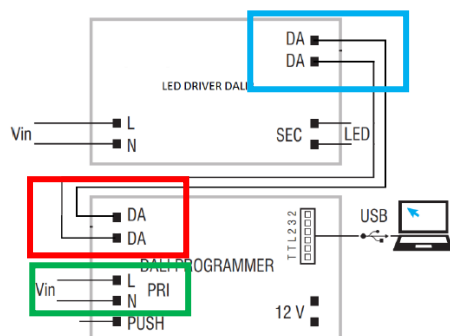 DA
DA
LED DRIVER DALI
Vin
L
N
SEC
LED
DA
DA
TTL232
USB
DALI PROGRAMMER
Vin
L
N
PRI
12 V
PUSH